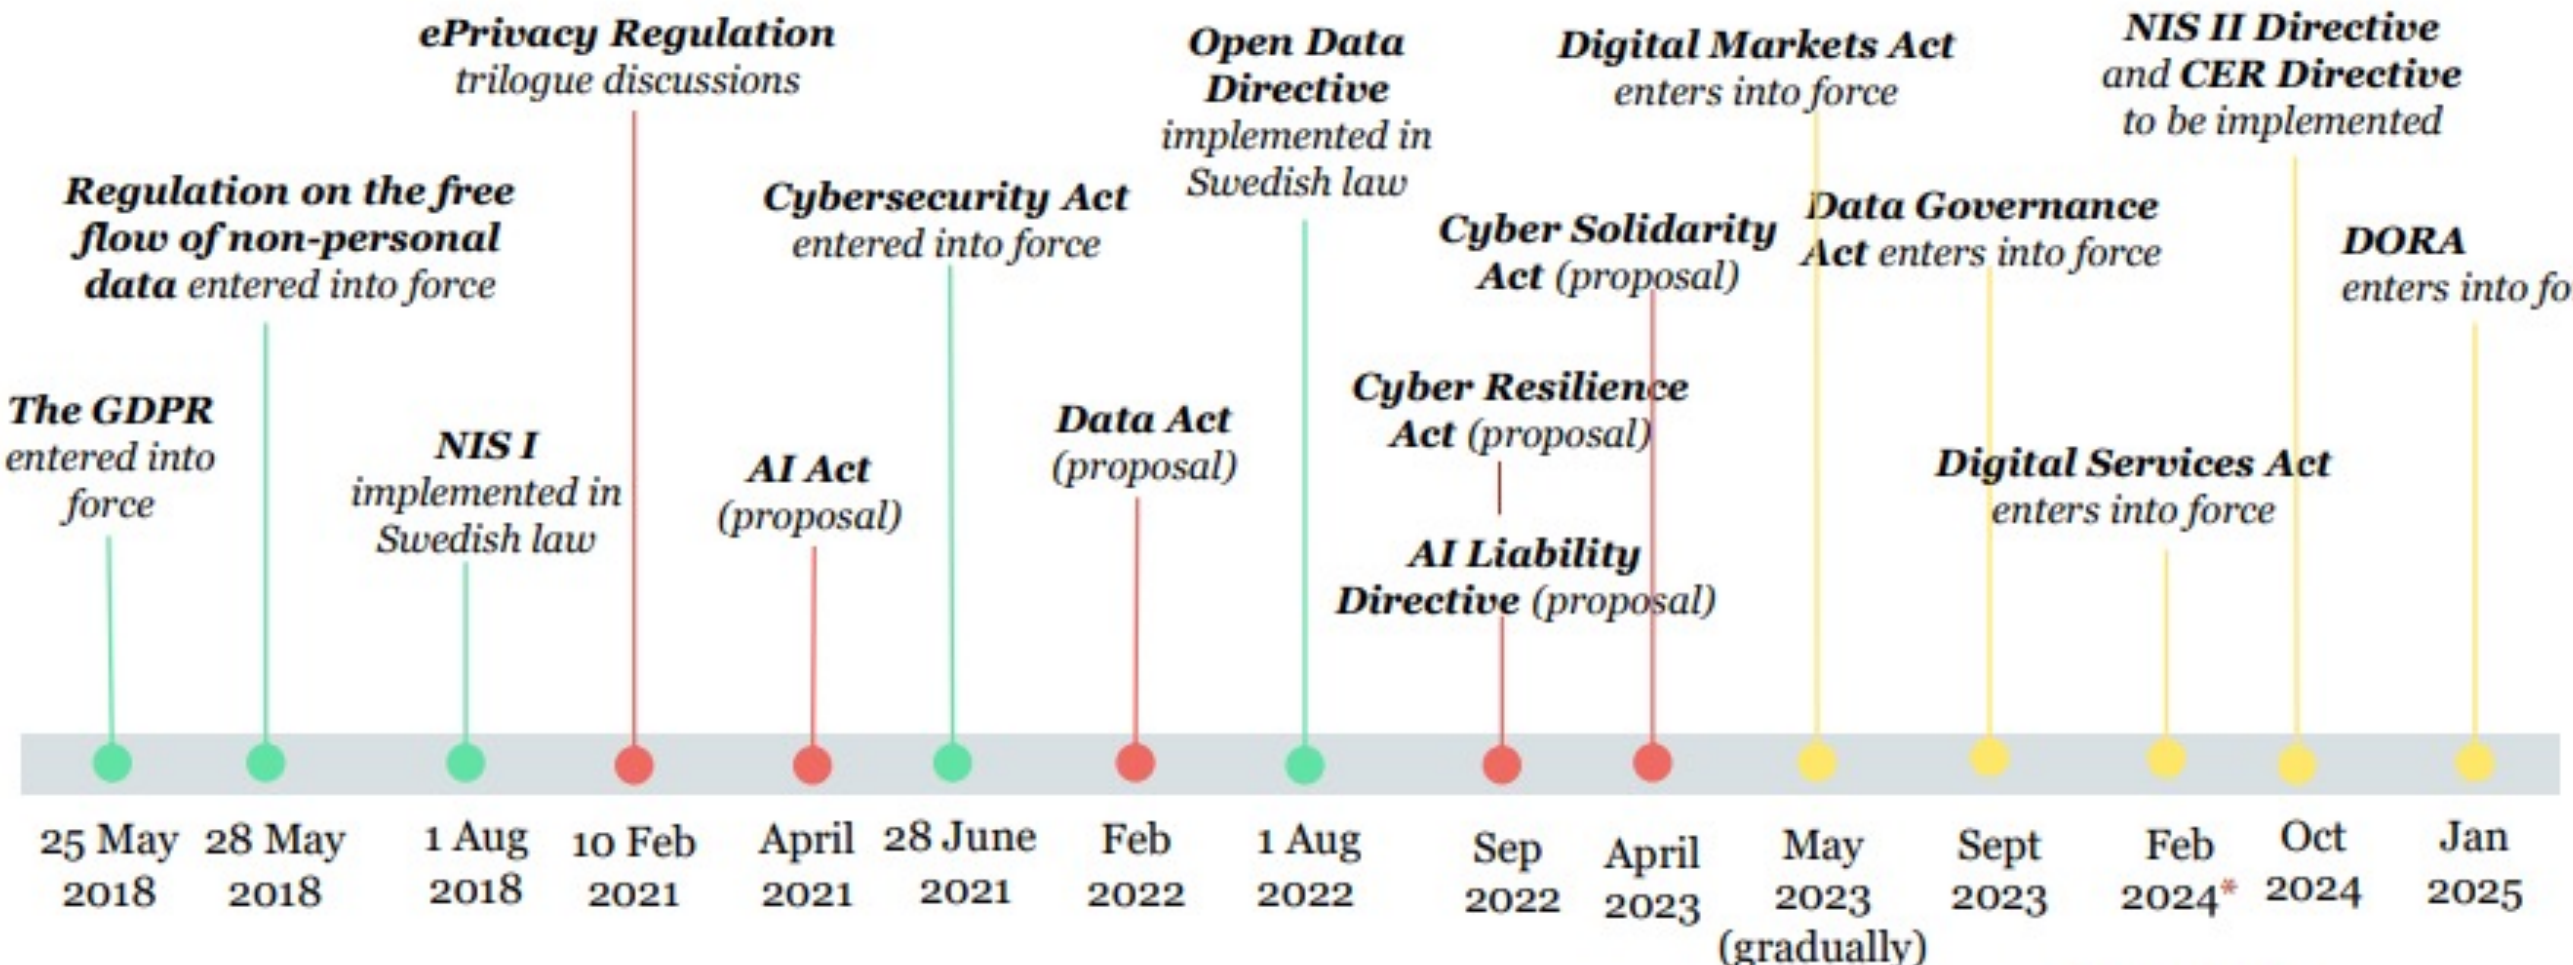 ePrivacy Regulation
trilogue discussions
Open Data
Directive
implemented in
Swedish law
Digital Markets Act
enters into force
NIS II Directive
and CER Directive
to be implemented
Regulation on the free
flow of non-personal
data entered into force
Cybersecurity Act
entered into force
Cyber Solidarity
Act (proposal)
Data Governance
Act enters into force
DORA
enters into fo
The GDPR
entered into
force
NIS I
implemented in
Swedish law
AI Act
(proposal)
Data Act
(proposal)
Cyber Resilience
Act (proposal)
AI Liability
Directive (proposal)
Digital Services Act
enters into force
25 May
2018
28 May
2018
1 Aug
2018
10 Feb
2021
April
2021
28 June
2021
Feb
2022
1 Aug
2022
Sep
2022
April
2023
May
2023
(gradually)
Sept
2023
Feb
2024*
Oct
2024
Jan
2025